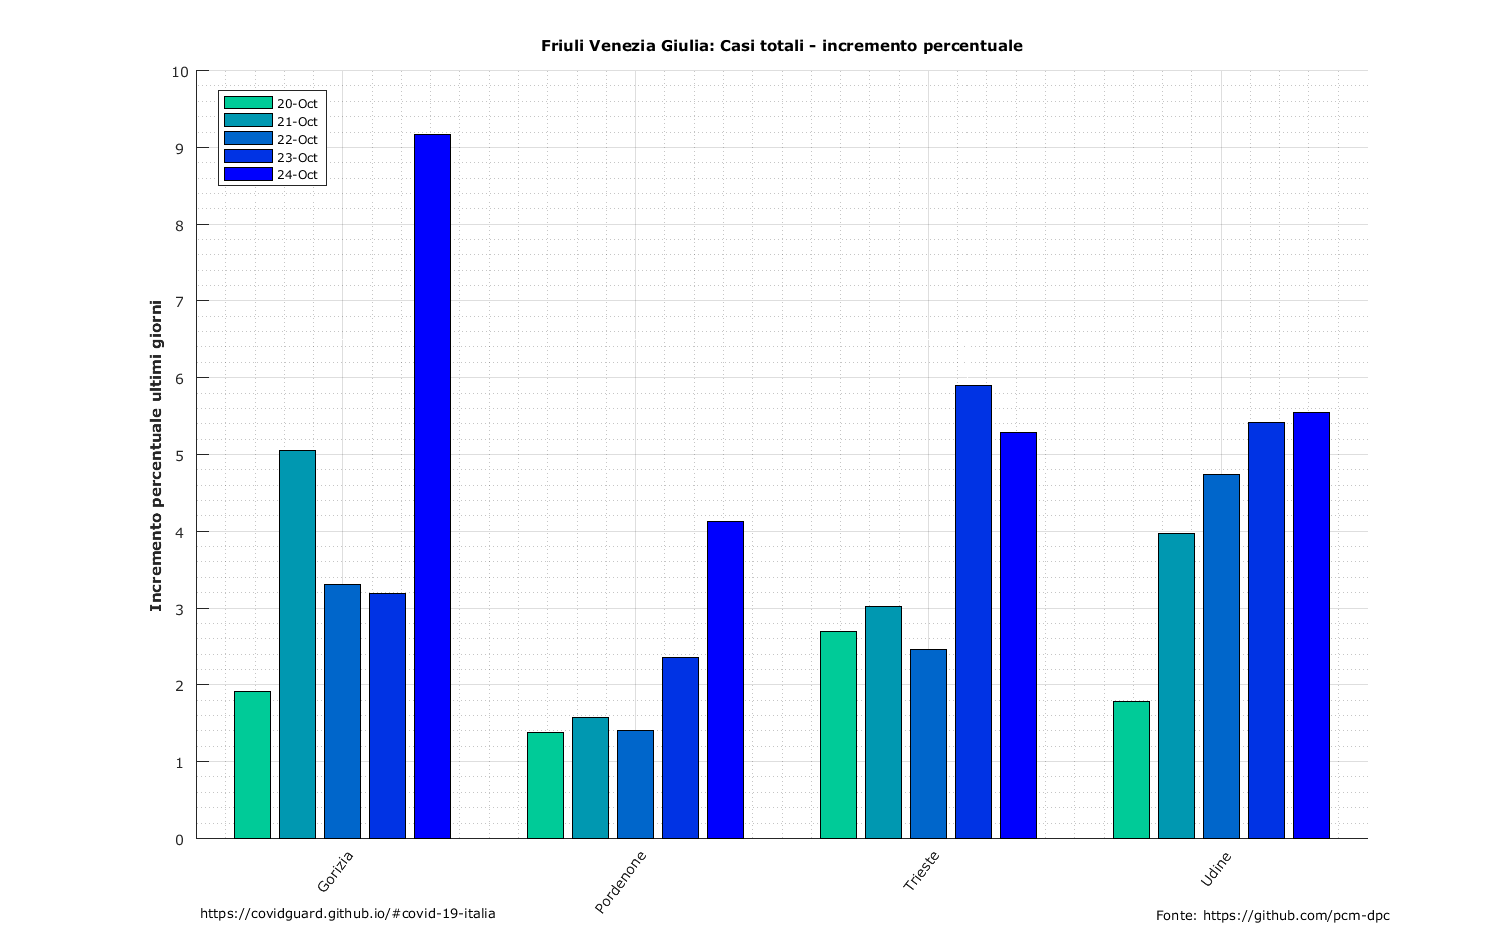 Friuli Venezia Giulia: Casi totali - incremento percentuale
20-Oct
21-Oct
22-Oct
23-Oct
24-Oct
Incremento percentuale ultimi giorni
10
9
8
7
6
5
4
3
2
1
0
Gorizia
Pordenone
Trieste
Udine
https://covidguard.github.io/#covid-19-italia
Fonte: https://github.com/pcm-dpc